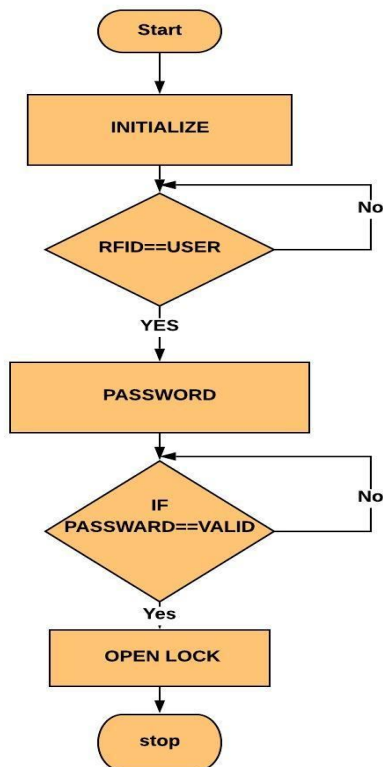 Start
INITIALIZE
No
RFID==USER
YES
PASSWORD
No
IF
PASSWARD==VALID
Yes
OPEN LOCK
stop